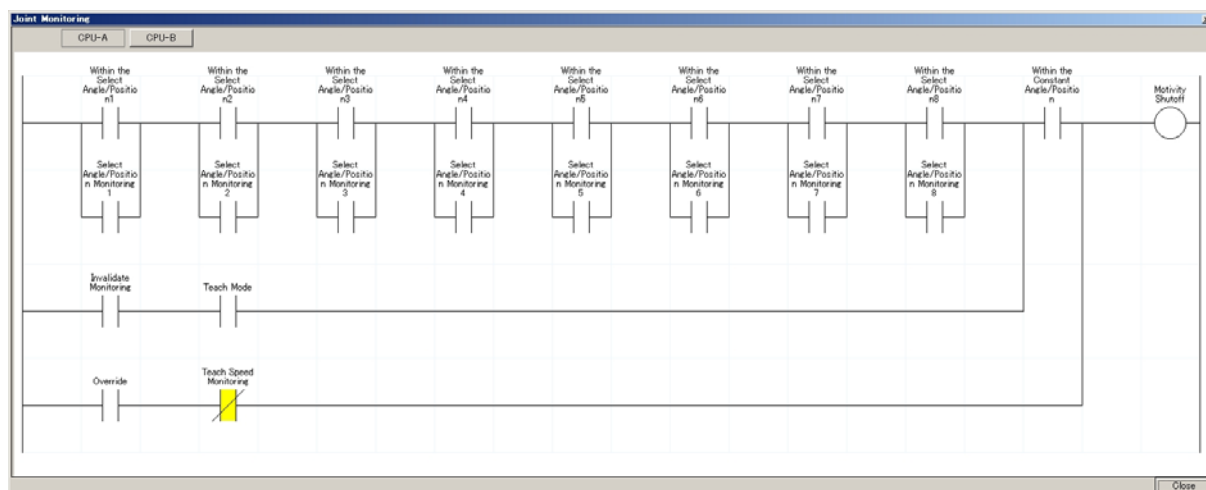 Joint Monitoring
CPU-A CPU-B
Within the
Select
Angle/Positio
n1
Within the
Select
Angle/Positio
n2
Within the
Select
Angle/Positio
n3
Within the
Select
Angle/Positio
n4
Within the
Select
Angle/Positio
n5
Within the
Select
Angle/Positio
n6
Within the
Select
Angle/Positio
n7
Within the
Select
Angle/Positio
n8
Within the
Constant
Angle/Positio
n
Motivity
Shutoff
Select
Angle/Positio
n Monitoring
1
Select
Angle/Positio
n Monitoring
2
Select
Angle/Positio
n Monitoring
3
Select
Angle/Positio
n Monitoring
4
Select
Angle/Positio
n Monitoring
5
Select
Angle/Positio
n Monitoring
6
Select
Angle/Positio
n Monitoring
7
Select
Angle/Positio
n Monitoring
8
Invalidate
Monitoring
Teach Mode
Override
Teach Speed
Monitoring
Close